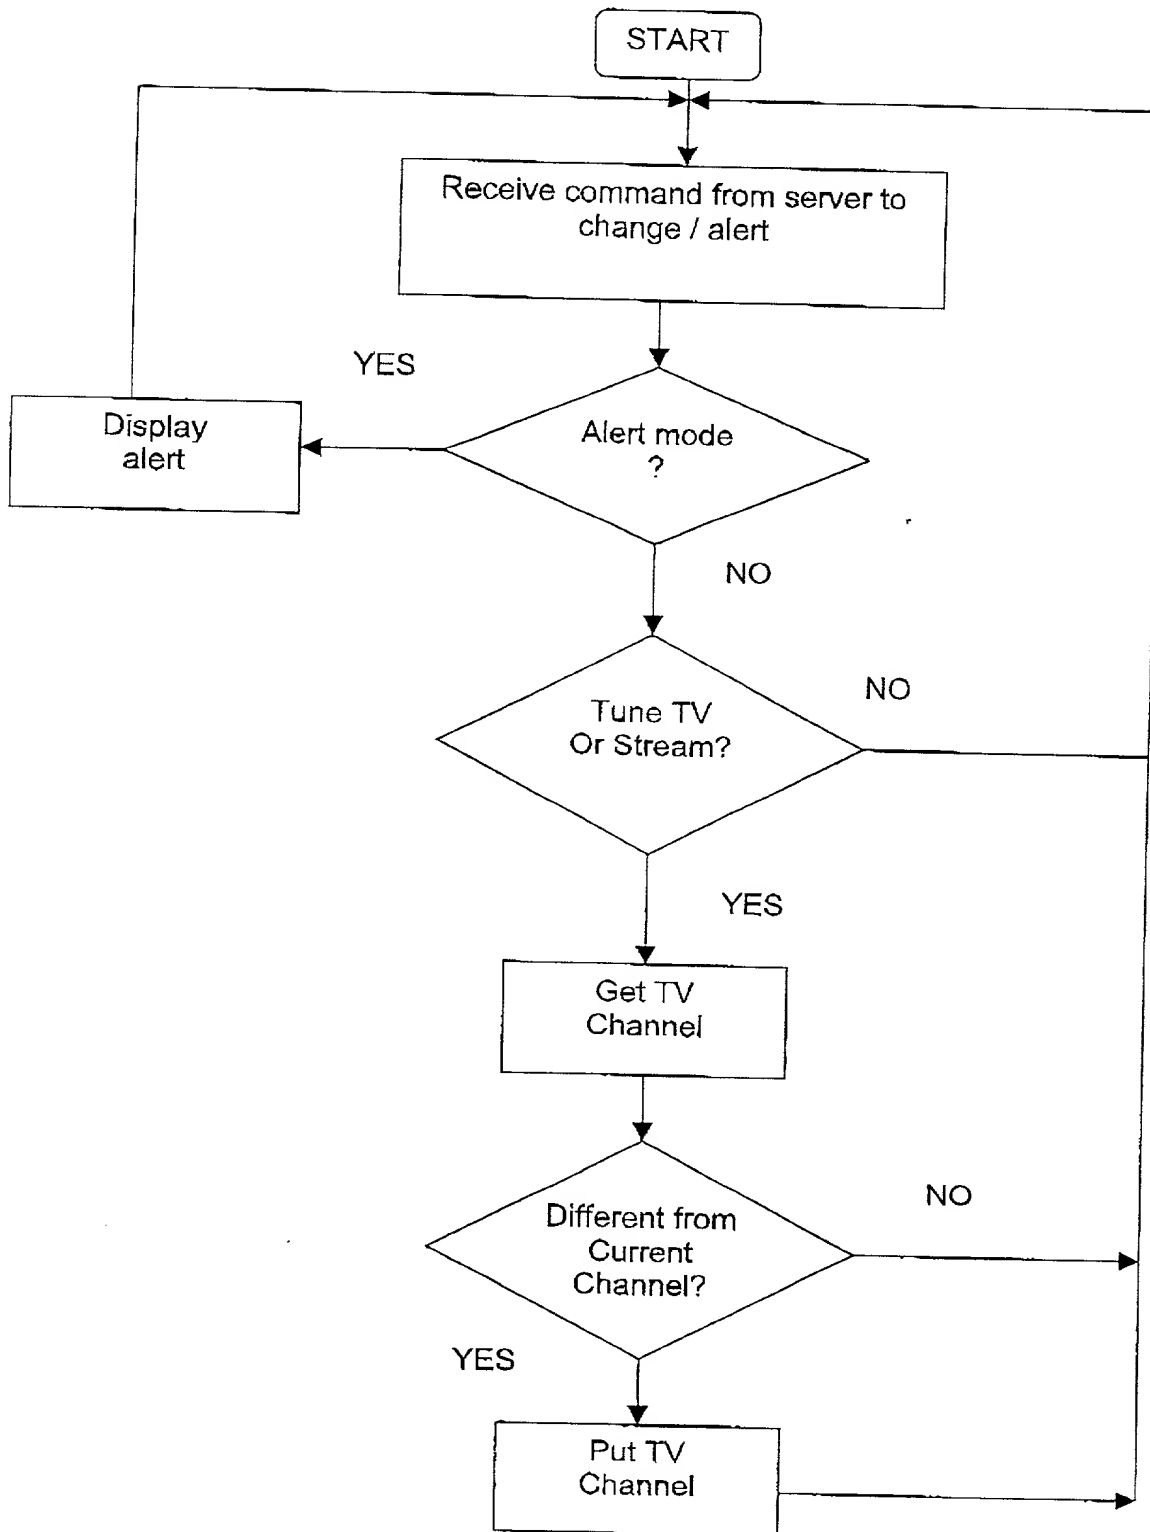 START
Receive command from server to
change / alert
YES
Display
alert
Alert mode
?
NO
Tune TV
Or Stream?
NO
YES
Get TV
Channel
Different from
Current
Channel?
NO
YES
Put TV
Channel